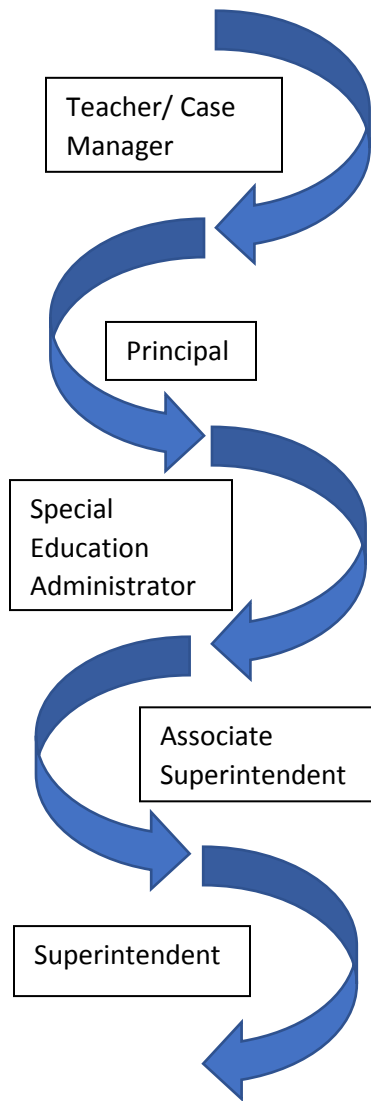 Teacher/ Case
Manager
Principal
Special
Education
Administrator
Associate
Superintendent
Superintendent